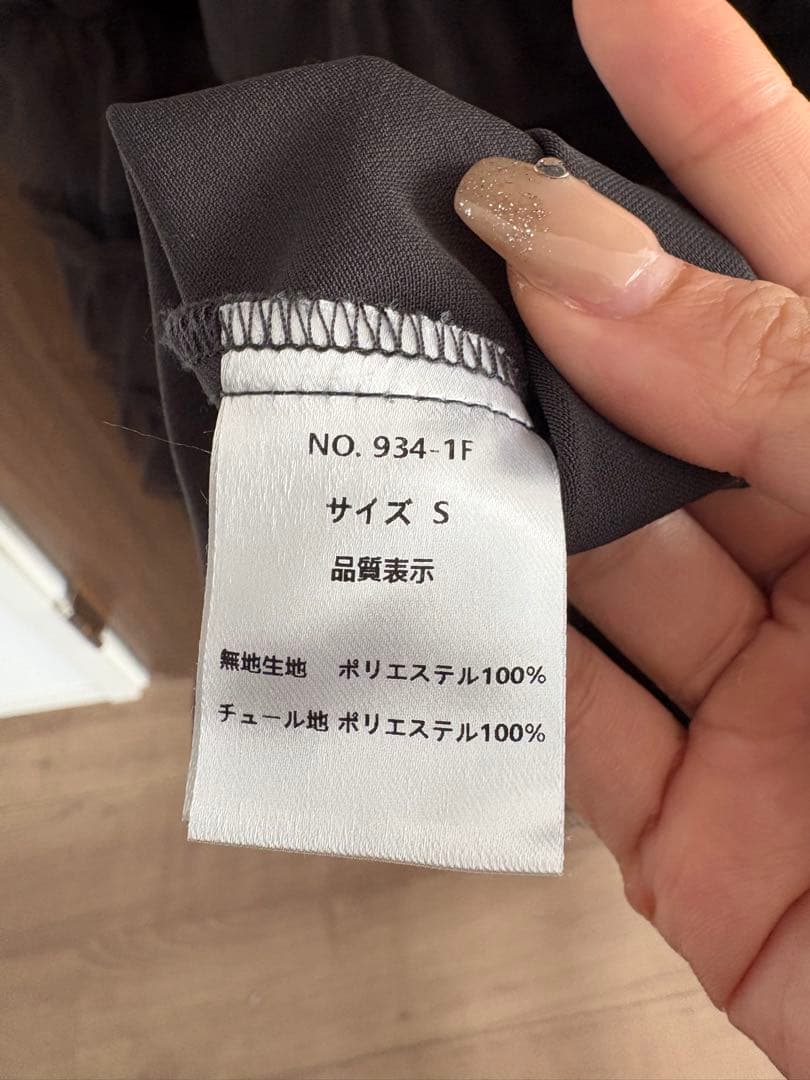 NO. 934-1F
サイズ S
品質表示
無地生地 ポリエステル100%
チュール地 ポリエステル100%